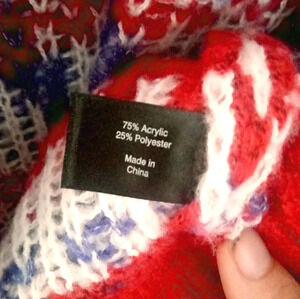 75% Acrylic
25% Polyester
Made in
China